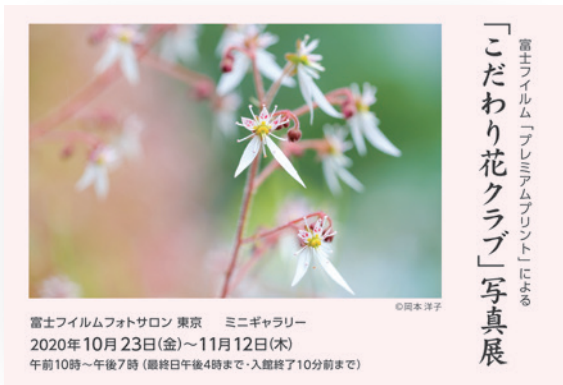 富士フイルム「プレミアムプリント」による
「こだわり花クラブ」写真展
©岡本 洋子
富士フイルムフォトサロン 東京　ミニギャラリー
2020年10月23日(金)～11月12日(木)
午前10時～午後7時 (最終日午後4時まで・入館終了10分前まで)